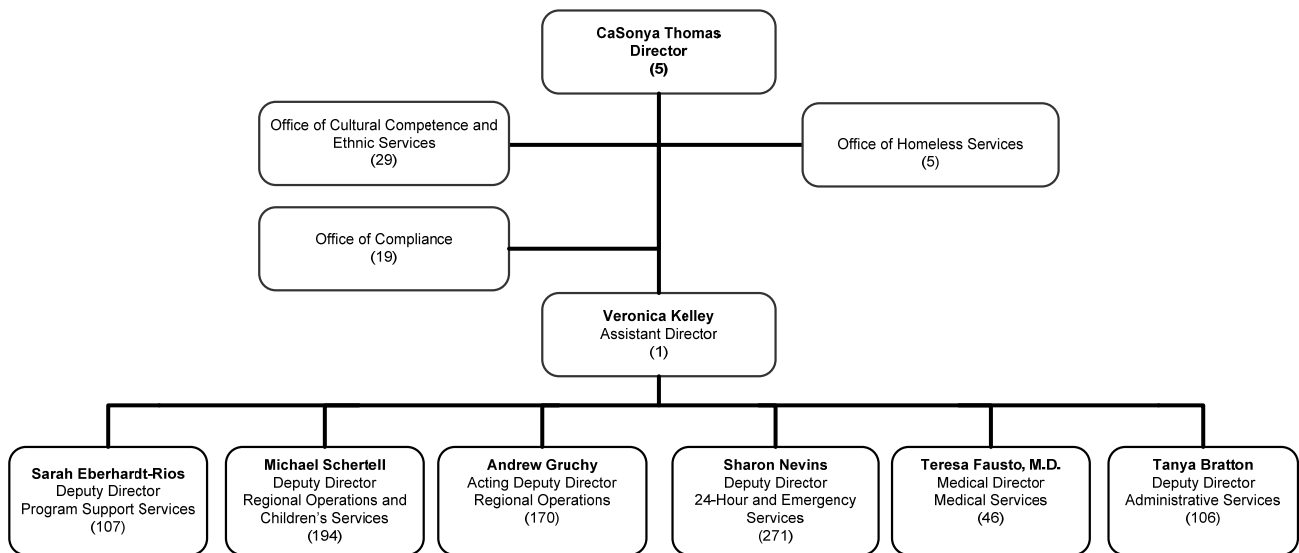 CaSonya Thomas
Director
(5)
Office of Cultural Competence and
Ethnic Services
(29)
Office of Homeless Services
(5)
Office of Compliance
(19)
Veronica Kelley
Assistant Director
(1)
Sarah Eberhardt-Rios
Deputy Director
Program Support Services
(107)
Michael Schertell
Deputy Director
Regional Operations and
Children's Services
(194)
Andrew Gruchy
Acting Deputy Director
Regional Operations
(170)
Sharon Nevins
Deputy Director
24-Hour and Emergency
Services
(271)
Teresa Fausto, M.D.
Medical Director
Medical Services
(46)
Tanya Bratton
Deputy Director
Administrative Services
(106)